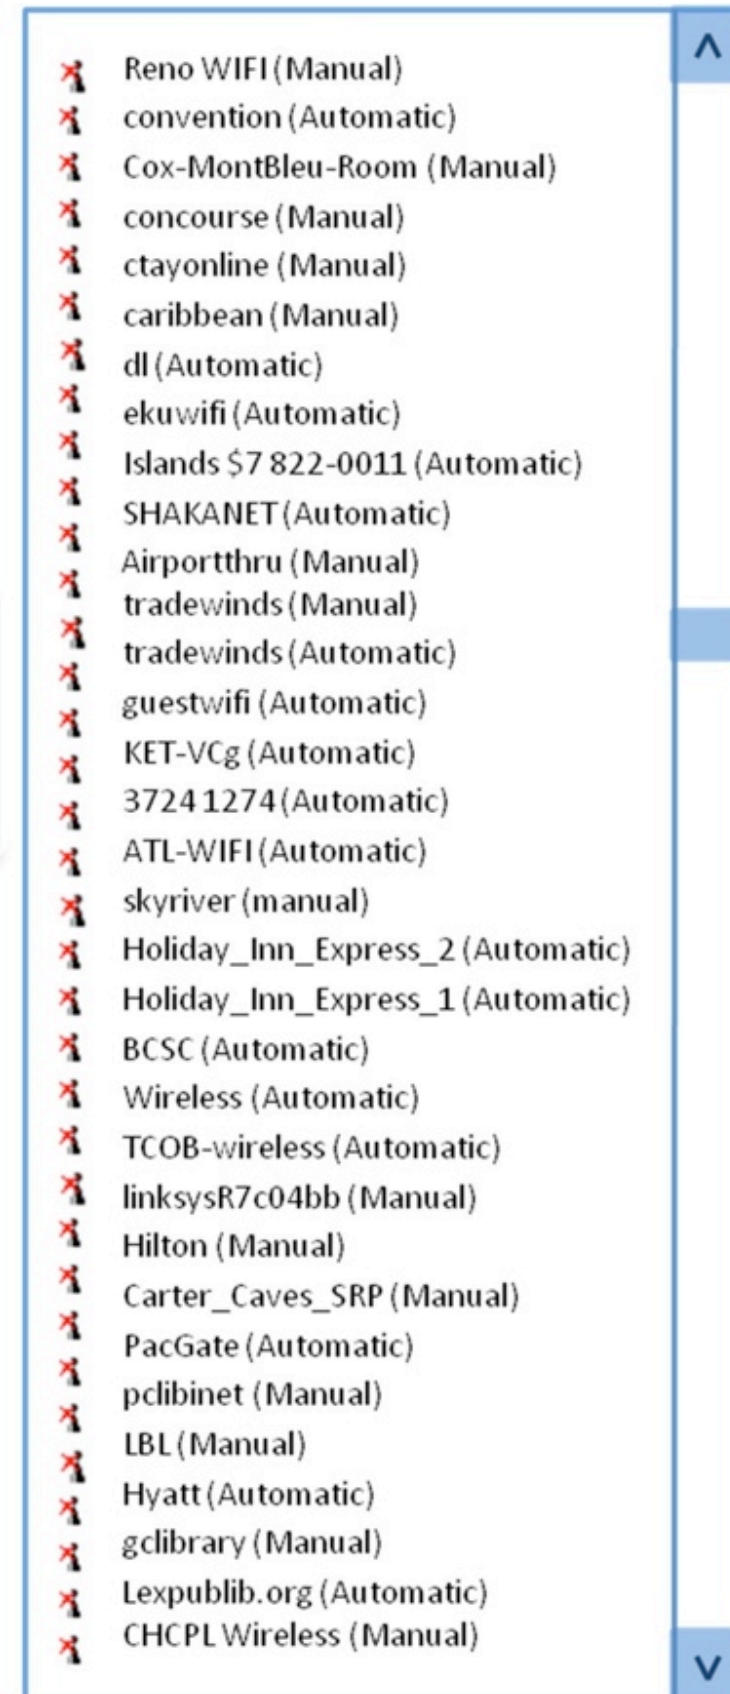 Reno WIFI (Manual)
convention (Automatic)
Cox-MontBleu-Room (Manual)
concourse (Manual)
ctayonline (Manual)
caribbean (Manual)
dl (Automatic)
ekuwifi (Automatic)
Islands $7 822-0011 (Automatic)
SHAKANET (Automatic)
Airportthru (Manual)
tradewinds (Manual)
tradewinds (Automatic)
guestwifi (Automatic)
KET-VCg (Automatic)
3724 1274 (Automatic)
ATL-WIFI (Automatic)
skyriver (manual)
Holiday_Inn_Express_2 (Automatic)
Holiday_Inn_Express_1 (Automatic)
BCSC (Automatic)
Wireless (Automatic)
TCOB-wireless (Automatic)
linksysR7c04bb (Manual)
Hilton (Manual)
Carter_Caves_SRP (Manual)
PacGate (Automatic)
pclibinet (Manual)
LBL (Manual)
Hyatt (Automatic)
gclibrary (Manual)
Lexpublib.org (Automatic)
CHCPL Wireless (Manual)